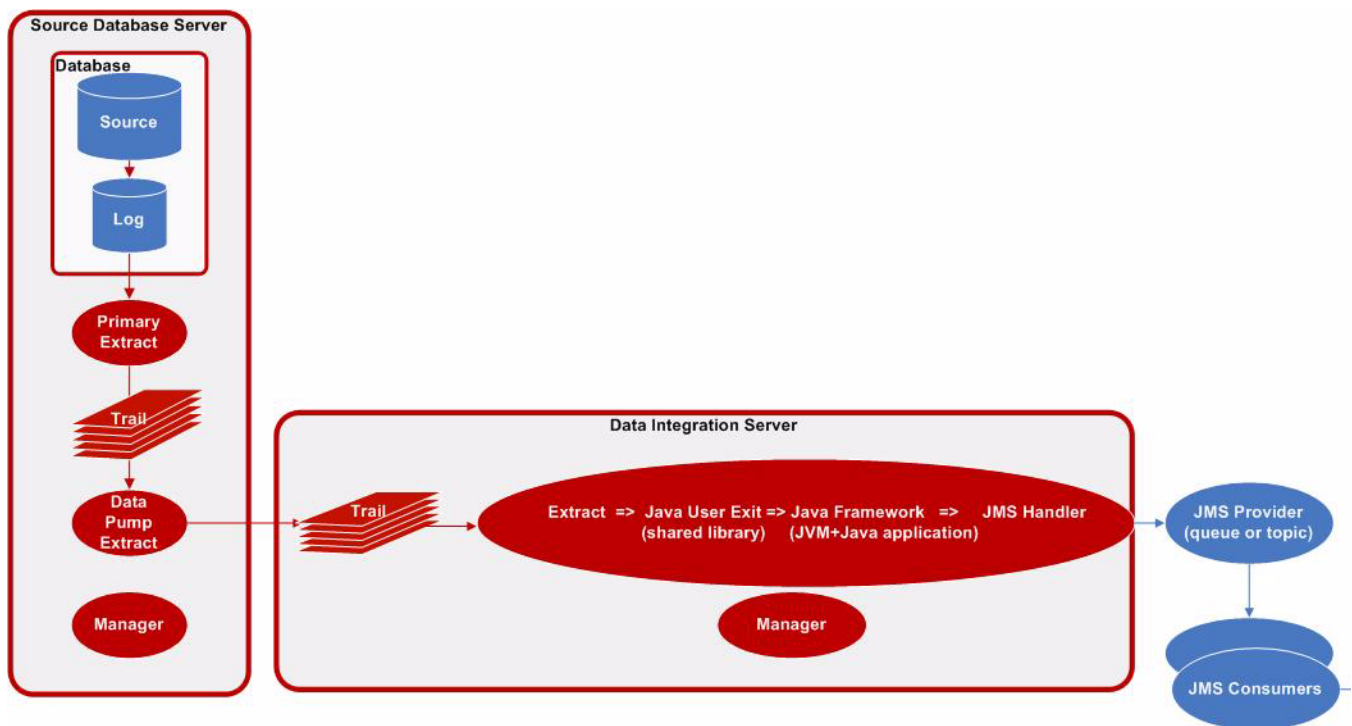 Source Database Server
Database
Source
Log
Primary
Extract
Trail
Data
Pump
Extract
Manager
Data Integration Server
Trail
Extract => Java User Exit => Java Framework => JMS Handler
(shared library) (JVM+Java application)
Manager
JMS Provider
(queue or topic)
JMS Consumers